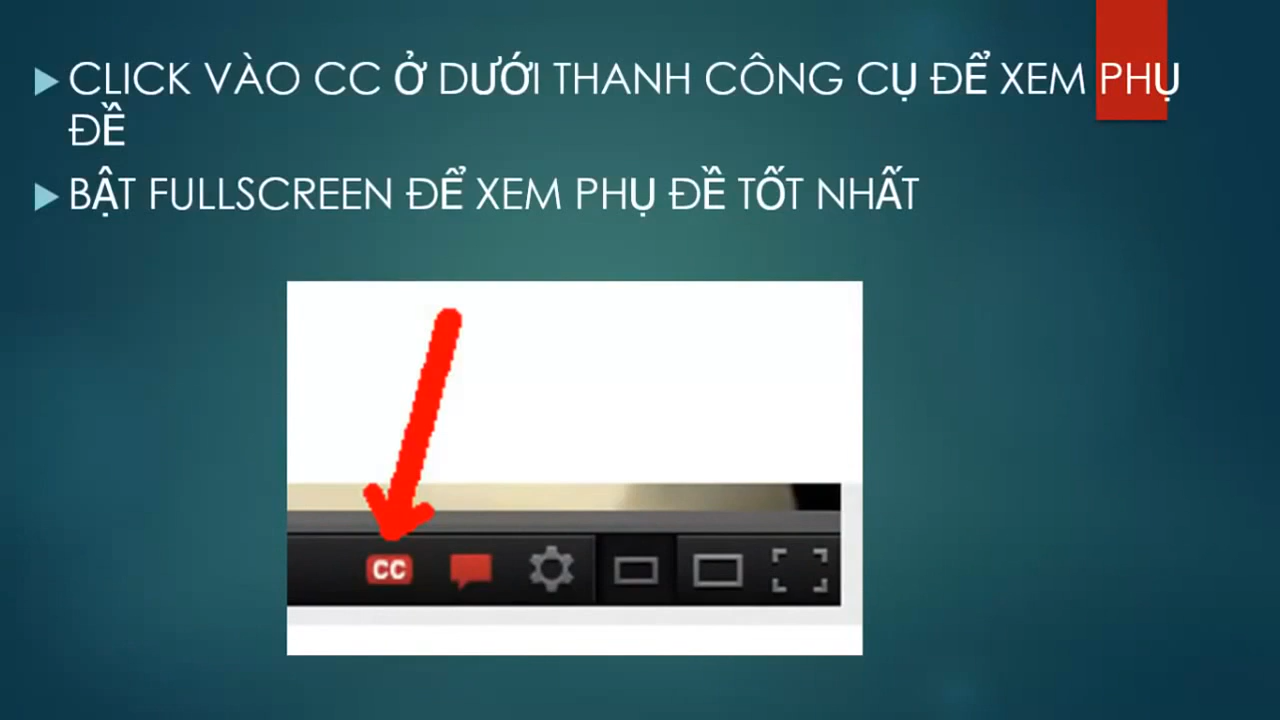 CLICK VÀO CC Ở DƯỚI THANH CÔNG CỤ ĐỂ XEM PHỤ
ĐỀ
BẬT FULLSCREEN ĐỂ XEM PHỤ ĐỀ TỐT NHẤT
CC